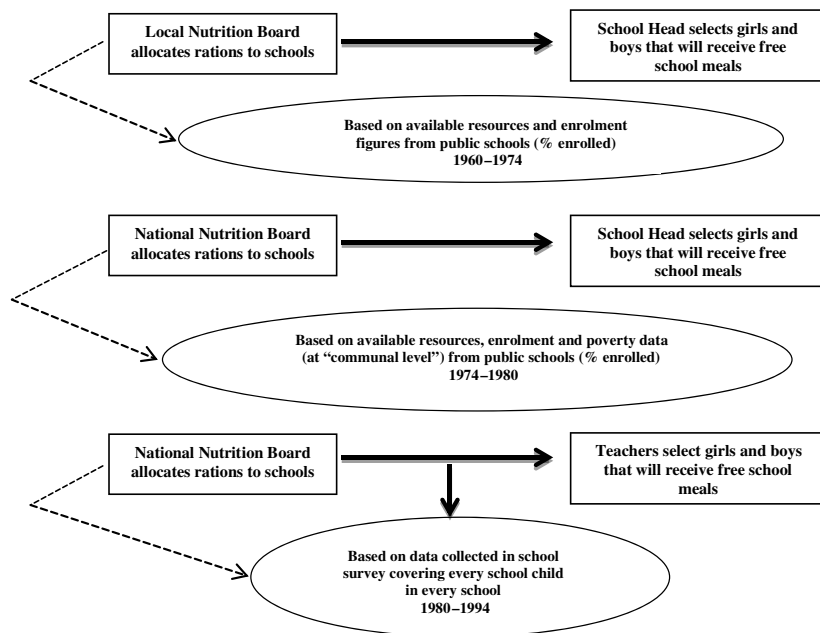 Local Nutrition Board
allocates rations to schools
School Head selects girls and
boys that will receive free
school meals
Based on available resources and enrolment
figures from public schools (% enrolled)
1960–1974
National Nutrition Board
allocates rations to schools
School Head selects girls and
boys that will receive free
school meals
Based on available resources, enrolment and poverty data
(at “communal level”) from public schools (% enrolled)
1974–1980
National Nutrition Board
allocates rations to schools
Teachers select girls and boys
that will receive free school
meals
Based on data collected in school
survey covering every school child
in every school
1980–1994